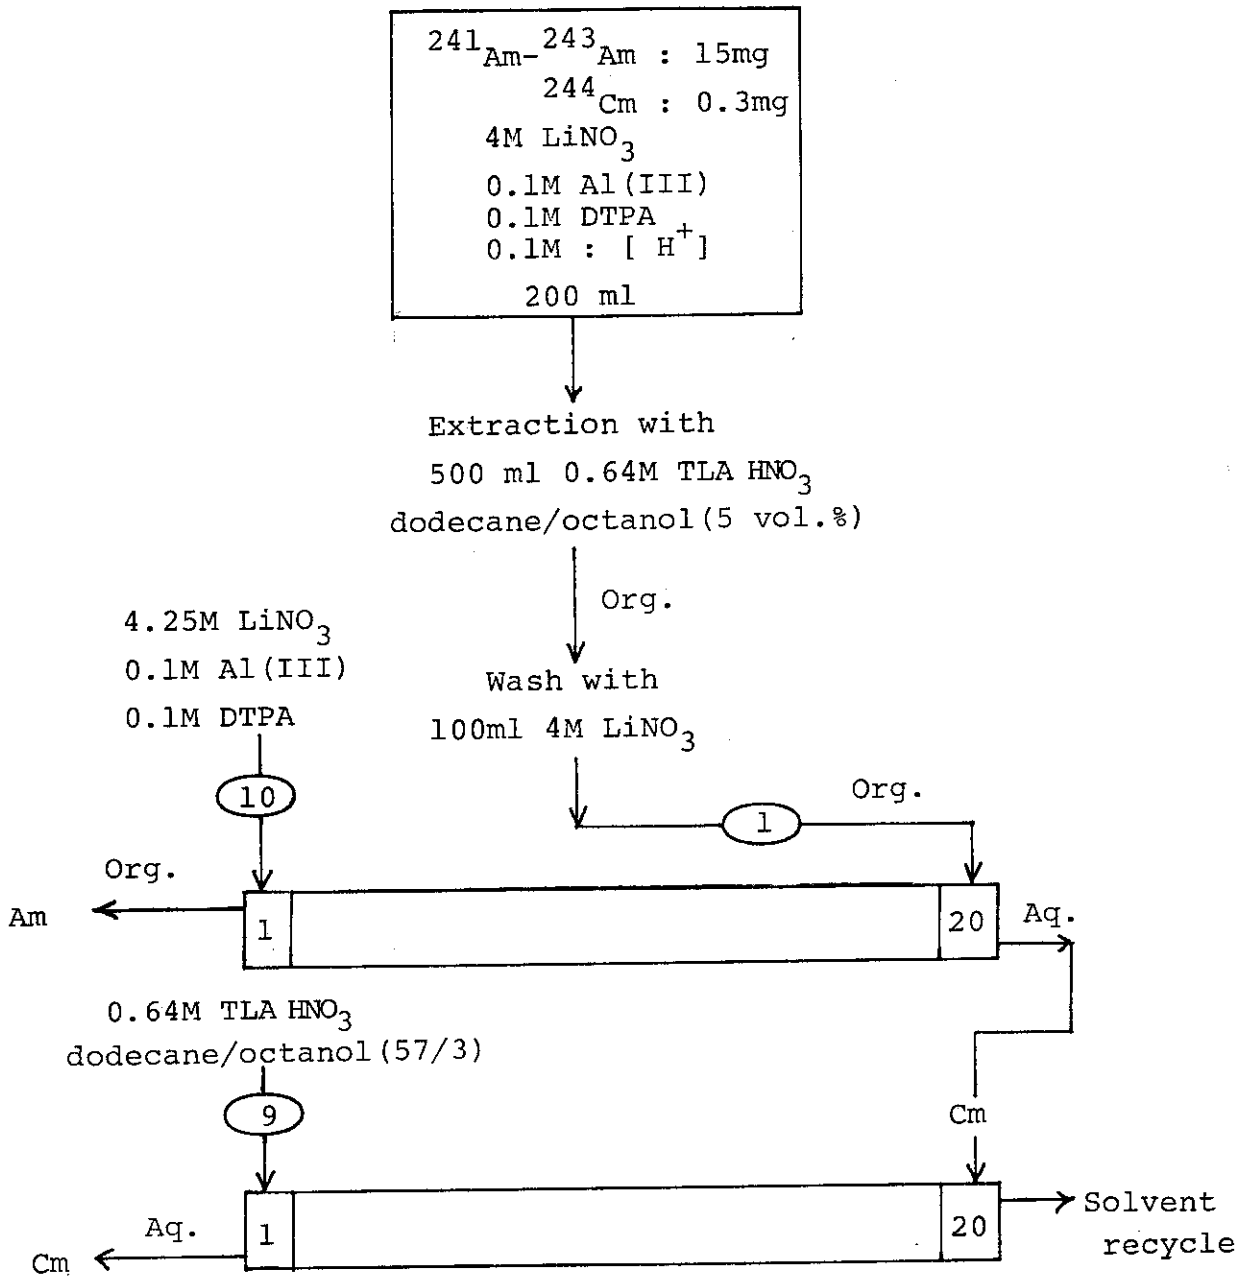 241Am-243Am : 15mg
244Cm : 0.3mg
4M LiNO3
0.1M Al(III)
0.1M DTPA
0.1M : [ H+]
200 ml
Extraction with
500 ml 0.64M TLA HNO3
dodecane/octanol(5 vol.%)
Org.
4.25M LiNO3
0.1M Al(III)
0.1M DTPA
Wash with
100ml 4M LiNO3
10
1
Org.
Org.
Am
1
20
Aq.
0.64M TLA HNO3
dodecane/octanol(57/3)
9
Cm
Aq.
1
20
Solvent
recycle
Cm